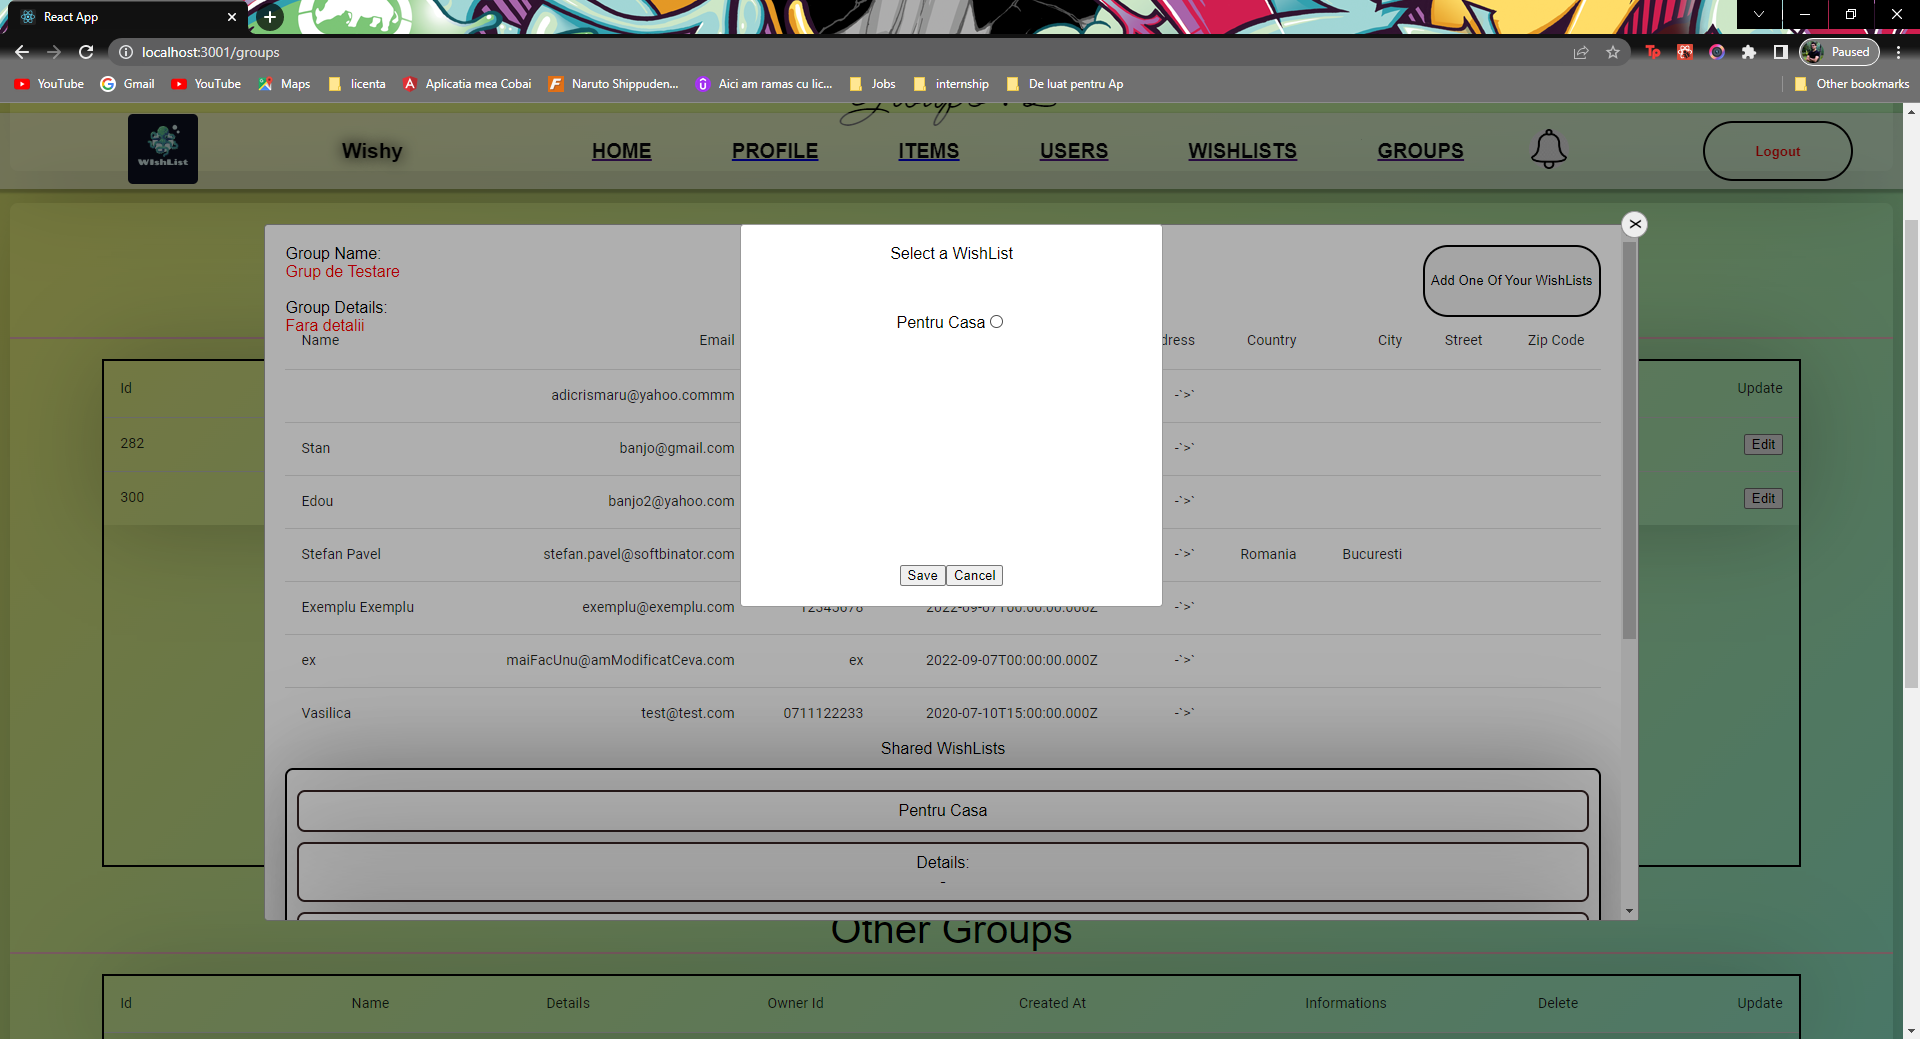 React App
localhost:3001/groups
Paused
YouTube Gmail YouTube Maps licenta Aplicatia mea Cobai Naruto Shippuden... Aici am ramas cu lic... Jobs internship De luat pentru Ap Other bookmarks
WIshList
Wishy HOME PROFILE ITEMS USERS WISHLISTS GROUPS Logout
Group Name:
Grup de Testare
Group Details:
Fara detalii
Add One Of Your WishLists
Select a WishList
Pentru Casa
Save Cancel
Name Email dress Country City Street Zip Code
adicrismaru@yahoo.commm -`>`
Stan banjo@gmail.com -`>`
Edou banjo2@yahoo.com -`>`
Stefan Pavel stefan.pavel@softbinator.com -`>` Romania Bucuresti
Exemplu Exemplu exemplu@exemplu.com 12345678 2022-09-07T00:00:00.000Z -`>`
ex maiFacUnu@amModificatCeva.com ex 2022-09-07T00:00:00.000Z -`>`
Vasilica test@test.com 0711122233 2020-07-10T15:00:00.000Z -`>`
Shared WishLists
Pentru Casa
Details:
-
Id Update
282 Edit
300 Edit
Other Groups
Id Name Details Owner Id Created At Informations Delete Update